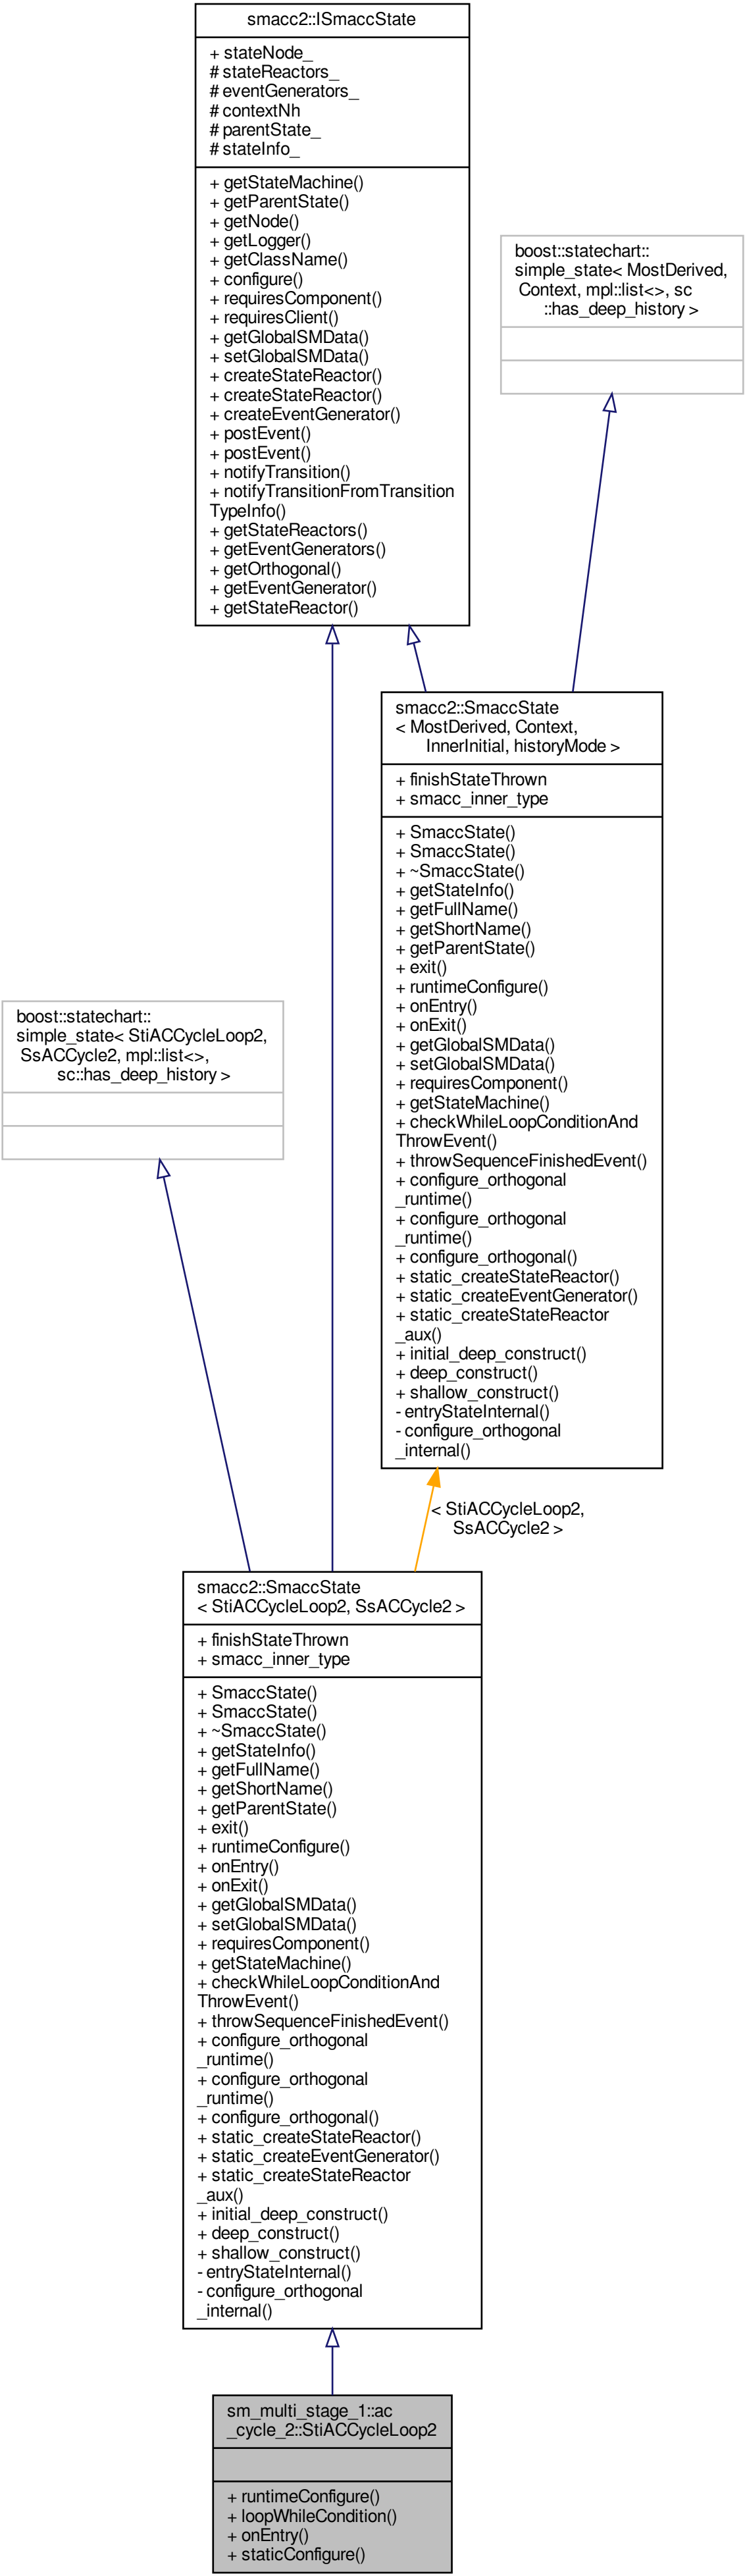 smacc2::ISmaccState
+ stateNode_
# stateReactors_
# eventGenerators_
# contextNh
# parentState_
# stateInfo_
+ getStateMachine()
+ getParentState()
+ getNode()
+ getLogger()
+ getClassName()
+ configure()
+ requiresComponent()
+ requiresClient()
+ getGlobalSMData()
+ setGlobalSMData()
+ createStateReactor()
+ createStateReactor()
+ createEventGenerator()
+ postEvent()
+ postEvent()
+ notifyTransition()
+ notifyTransitionFromTransition
TypeInfo()
+ getStateReactors()
+ getEventGenerators()
+ getOrthogonal()
+ getEventGenerator()
+ getStateReactor()
boost::statechart::
simple_state< MostDerived,
Context, mpl::list<>, sc
::has_deep_history >
smacc2::SmaccState
< MostDerived, Context,
InnerInitial, historyMode >
+ finishStateThrown
+ smacc_inner_type
+ SmaccState()
+ SmaccState()
+ ~SmaccState()
+ getStateInfo()
+ getFullName()
+ getShortName()
+ getParentState()
+ exit()
+ runtimeConfigure()
+ onEntry()
+ onExit()
+ getGlobalSMData()
+ setGlobalSMData()
+ requiresComponent()
+ getStateMachine()
+ checkWhileLoopConditionAnd
ThrowEvent()
+ throwSequenceFinishedEvent()
+ configure_orthogonal
_runtime()
+ configure_orthogonal
_runtime()
+ configure_orthogonal()
+ static_createStateReactor()
+ static_createEventGenerator()
+ static_createStateReactor
_aux()
+ initial_deep_construct()
+ deep_construct()
+ shallow_construct()
- entryStateInternal()
- configure_orthogonal
_internal()
boost::statechart::
simple_state< StiACCycleLoop2,
SsACCycle2, mpl::list<>,
sc::has_deep_history >
< StiACCycleLoop2,
SsACCycle2 >
smacc2::SmaccState
< StiACCycleLoop2, SsACCycle2 >
+ finishStateThrown
+ smacc_inner_type
+ SmaccState()
+ SmaccState()
+ ~SmaccState()
+ getStateInfo()
+ getFullName()
+ getShortName()
+ getParentState()
+ exit()
+ runtimeConfigure()
+ onEntry()
+ onExit()
+ getGlobalSMData()
+ setGlobalSMData()
+ requiresComponent()
+ getStateMachine()
+ checkWhileLoopConditionAnd
ThrowEvent()
+ throwSequenceFinishedEvent()
+ configure_orthogonal
_runtime()
+ configure_orthogonal
_runtime()
+ configure_orthogonal()
+ static_createStateReactor()
+ static_createEventGenerator()
+ static_createStateReactor
_aux()
+ initial_deep_construct()
+ deep_construct()
+ shallow_construct()
- entryStateInternal()
- configure_orthogonal
_internal()
sm_multi_stage_1::ac
_cycle_2::StiACCycleLoop2
+ runtimeConfigure()
+ loopWhileCondition()
+ onEntry()
+ staticConfigure()